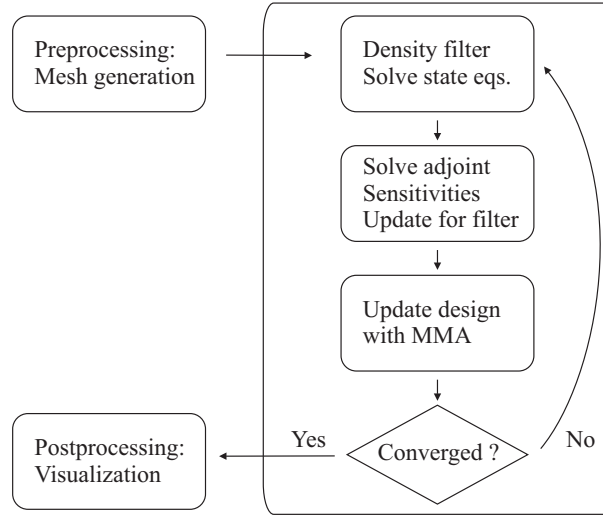 Preprocessing:
Mesh generation
Density filter
Solve state eqs.
Solve adjoint
Sensitivities
Update for filter
Update design
with MMA
Converged ?
Yes
No
Postprocessing:
Visualization